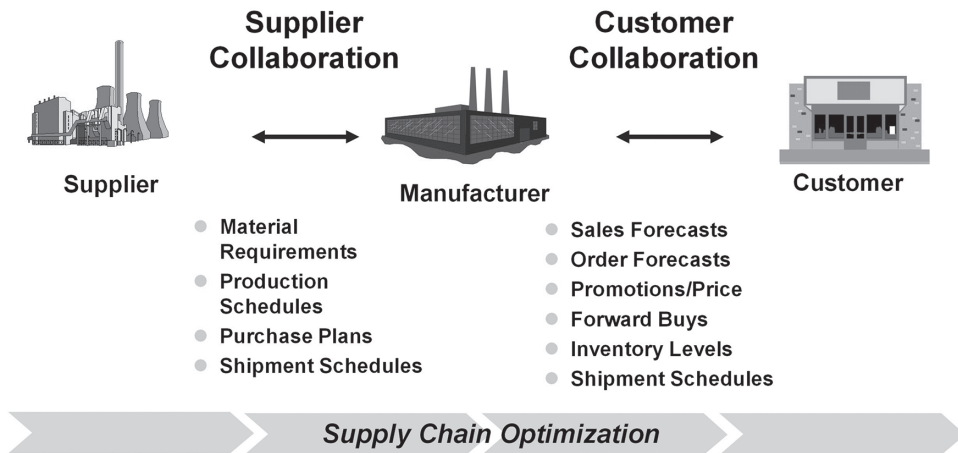 Supplier
Collaboration
Customer
Collaboration
Supplier
Manufacturer
Customer
Material
Requirements
Production
Schedules
Purchase Plans
Shipment Schedules
Sales Forecasts
Order Forecasts
Promotions/Price
Forward Buys
Inventory Levels
Shipment Schedules
Supply Chain Optimization